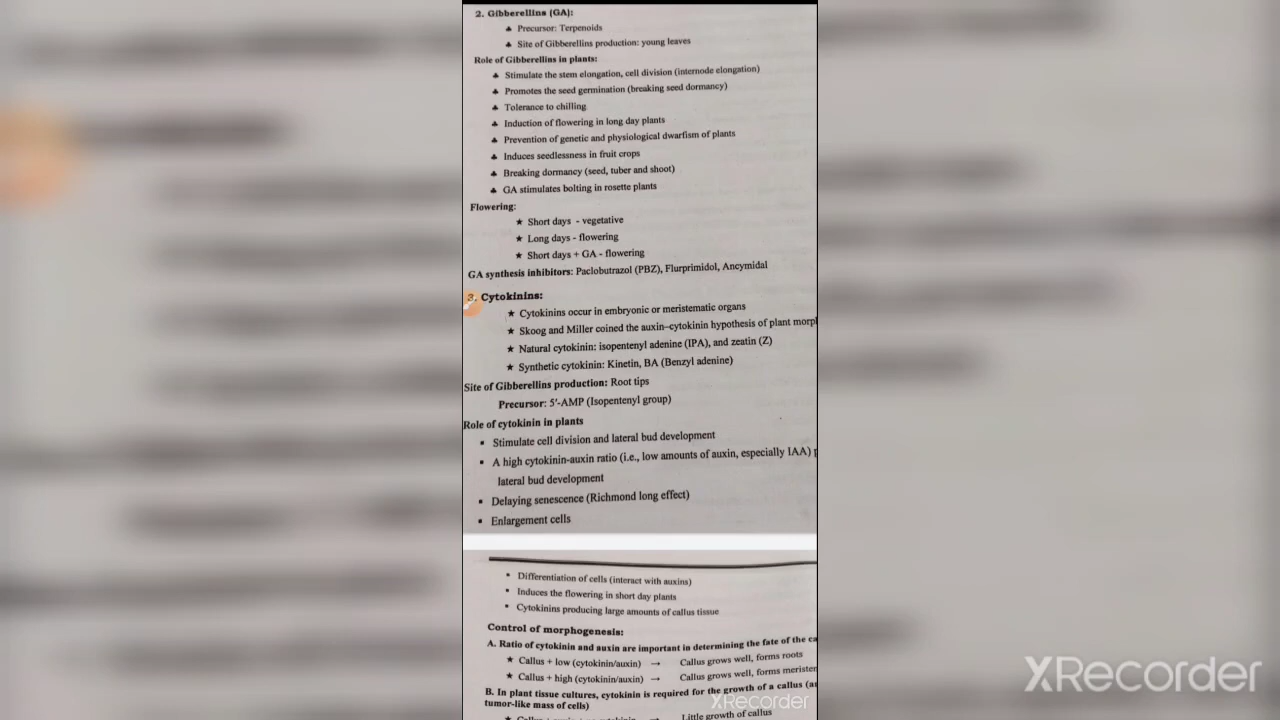 2. Gibberellins (GA):
♣ Precursor: Terpenoids
♣ Site of Gibberellins production: young leaves
Role of Gibberellins in plants:
♣ Stimulate the stem elongation, cell division (internode elongation)
♣ Promotes the seed germination (breaking seed dormancy)
♣ Tolerance to chilling
♣ Induction of flowering in long day plants
♣ Prevention of genetic and physiological dwarfism of plants
♣ Induces seedlessness in fruit crops
♣ Breaking dormancy (seed, tuber and shoot)
♣ GA stimulates bolting in rosette plants
Flowering:
★ Short days - vegetative
★ Long days - flowering
★ Short days + GA - flowering
GA synthesis inhibitors: Paclobutrazol (PBZ), Flurprimidol, Ancymidal
3. Cytokinins:
★ Cytokinins occur in embryonic or meristematic organs
★ Skoog and Miller coined the auxin–cytokinin hypothesis of plant morp
★ Natural cytokinin: isopentenyl adenine (IPA), and zeatin (Z)
★ Synthetic cytokinin: Kinetin, BA (Benzyl adenine)
Site of Gibberellins production: Root tips
Precursor: 5′-AMP (Isopentenyl group)
Role of cytokinin in plants
▪ Stimulate cell division and lateral bud development
▪ A high cytokinin-auxin ratio (i.e., low amounts of auxin, especially IAA)
lateral bud development
▪ Delaying senescence (Richmond long effect)
▪ Enlargement cells
• Differentiation of cells (interact with auxins)
• Induces the flowering in short day plants
• Cytokinins producing large amounts of callus tissue
Control of morphogenesis:
A. Ratio of cytokinin and auxin are important in determining the fate of the ca
★ Callus + low (cytokinin/auxin) → Callus grows well, forms roots
★ Callus + high (cytokinin/auxin) → Callus grows well, forms merister
B. In plant tissue cultures, cytokinin is required for the growth of a callus (a
tumor-like mass of cells)
Little growth of callus
XRecorder
XRecorder